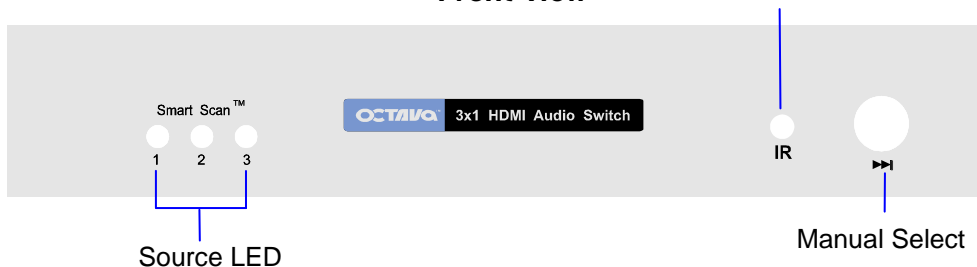 Smart Scan™
OCTAVA 3x1 HDMI Audio Switch
1 2 3
IR
Source LED
Manual Select